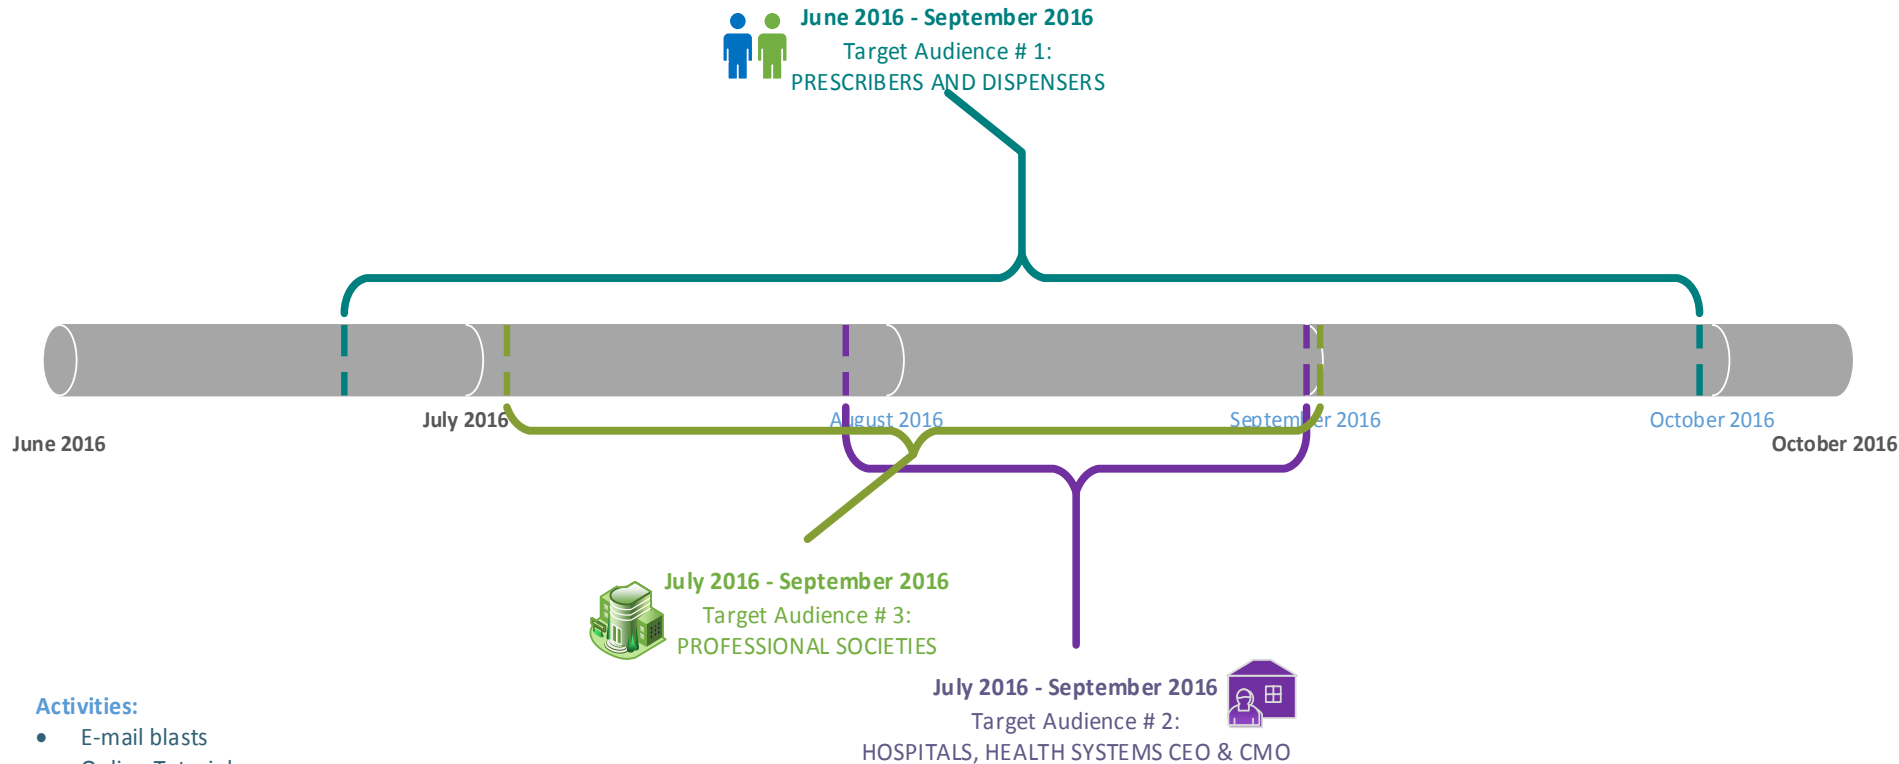 June 2016 - September 2016
Target Audience # 1:
PRESCRIBERS AND DISPENSERS
July 2016
August 2016
September 2016
October 2016
June 2016
October 2016
July 2016 - September 2016
Target Audience # 3:
PROFESSIONAL SOCIETIES
July 2016 - September 2016
Target Audience # 2:
HOSPITALS, HEALTH SYSTEMS CEO & CMO
Activities:
• E-mail blasts
Online Tutorial